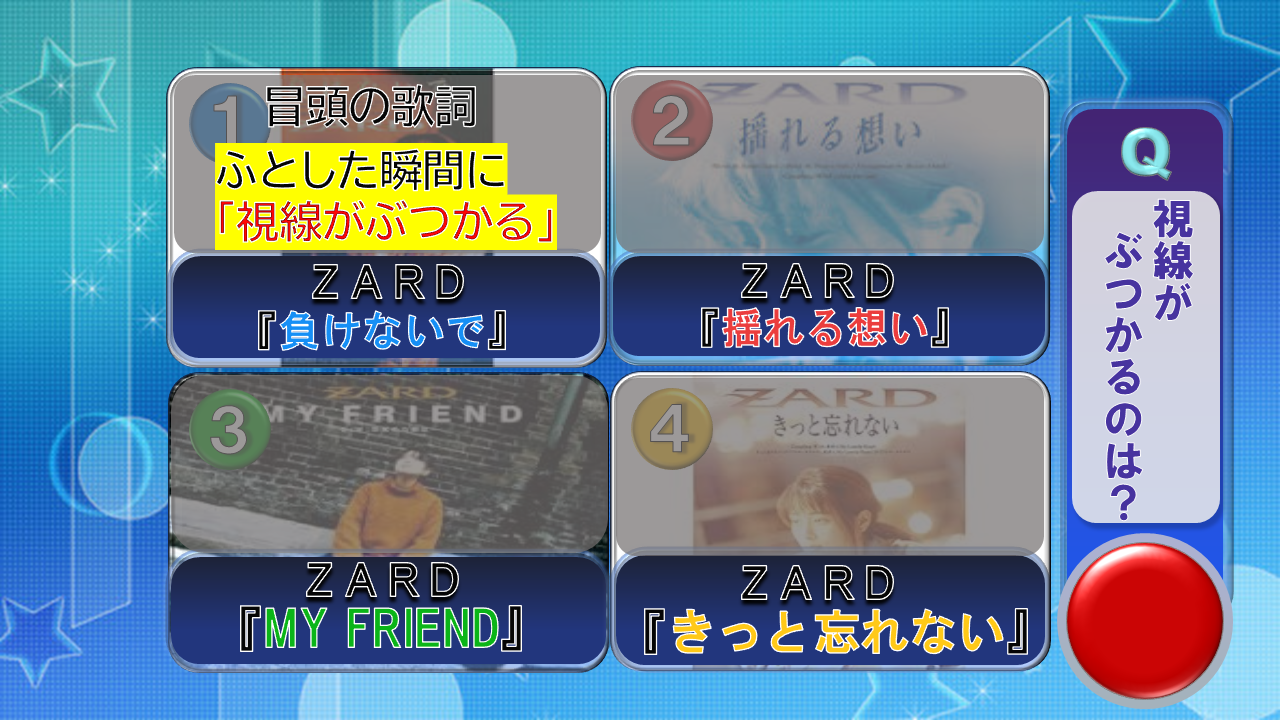 1
冒頭の歌詞
ふとした瞬間に
「視線がぶつかる」
ＺＡＲＤ
『負けないで』
2
ZARD
揺れる想い
ＺＡＲＤ
『揺れる想い』
3
ZARD
MY FRIEND
ＺＡＲＤ
『MY FRIEND』
4
ZARD
きっと忘れない
ＺＡＲＤ
『きっと忘れない』
Q
視線が
ぶつかるのは？